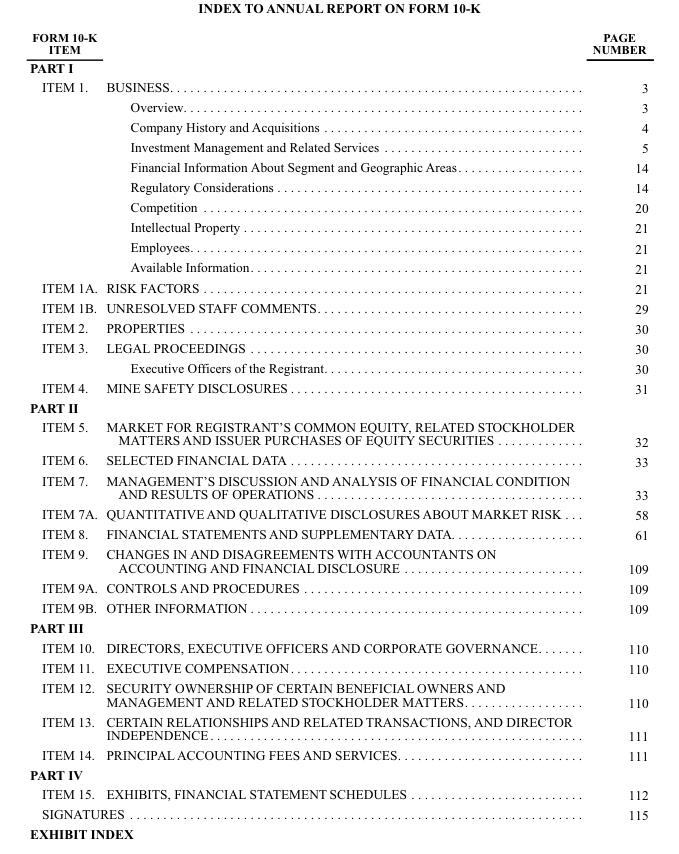 INDEX TO ANNUAL REPORT ON FORM 10-K
FORM 10-K PAGE
ITEM NUMBER
PART I
ITEM 1. BUSINESS. . . . . . . . . . . . . . . . . . . . 3
Overview. . . . . . . . . . . . . . . . . . . . 3
Company History and Acquisitions . . . . . . . . . . . . . . . . . . . . 4
Investment Management and Related Services . . . . . . . . . . . . . . . . . . . . 5
Financial Information About Segment and Geographic Areas. . . . . . . . . . . . . . . . . . . 14
Regulatory Considerations . . . . . . . . . . . . . . . . . . . . 14
Competition . . . . . . . . . . . . . . . . . . . . 20
Intellectual Property . . . . . . . . . . . . . . . . . . . . 21
Employees. . . . . . . . . . . . . . . . . . . . 21
Available Information. . . . . . . . . . . . . . . . . . . . 21
ITEM 1A. RISK FACTORS . . . . . . . . . . . . . . . . . . . . 21
ITEM 1B. UNRESOLVED STAFF COMMENTS. . . . . . . . . . . . . . . . . . . . 29
ITEM 2. PROPERTIES . . . . . . . . . . . . . . . . . . . . 30
ITEM 3. LEGAL PROCEEDINGS . . . . . . . . . . . . . . . . . . . . 30
Executive Officers of the Registrant. . . . . . . . . . . . . . . . . . . . 30
ITEM 4. MINE SAFETY DISCLOSURES . . . . . . . . . . . . . . . . . . . . 31
PART II
ITEM 5. MARKET FOR REGISTRANT'S COMMON EQUITY, RELATED STOCKHOLDER
MATTERS AND ISSUER PURCHASES OF EQUITY SECURITIES . . . . . . . . . . . . . 32
ITEM 6. SELECTED FINANCIAL DATA . . . . . . . . . . . . . . . . . . . . 33
ITEM 7. MANAGEMENT'S DISCUSSION AND ANALYSIS OF FINANCIAL CONDITION
AND RESULTS OF OPERATIONS . . . . . . . . . . . . . . . . . . . . 33
ITEM 7A. QUANTITATIVE AND QUALITATIVE DISCLOSURES ABOUT MARKET RISK . . . 58
ITEM 8. FINANCIAL STATEMENTS AND SUPPLEMENTARY DATA. . . . . . . . . . . . . . . . . . . . 61
ITEM 9. CHANGES IN AND DISAGREEMENTS WITH ACCOUNTANTS ON
ACCOUNTING AND FINANCIAL DISCLOSURE . . . . . . . . . . . . . . . . . . . . 109
ITEM 9A. CONTROLS AND PROCEDURES . . . . . . . . . . . . . . . . . . . . 109
ITEM 9B. OTHER INFORMATION . . . . . . . . . . . . . . . . . . . . 109
PART III
ITEM 10. DIRECTORS, EXECUTIVE OFFICERS AND CORPORATE GOVERNANCE. . . . . . . 110
ITEM 11. EXECUTIVE COMPENSATION . . . . . . . . . . . . . . . . . . . . 110
ITEM 12. SECURITY OWNERSHIP OF CERTAIN BENEFICIAL OWNERS AND
MANAGEMENT AND RELATED STOCKHOLDER MATTERS. . . . . . . . . . . . . . . . . . 110
ITEM 13. CERTAIN RELATIONSHIPS AND RELATED TRANSACTIONS, AND DIRECTOR
INDEPENDENCE . . . . . . . . . . . . . . . . . . . . 111
ITEM 14. PRINCIPAL ACCOUNTING FEES AND SERVICES. . . . . . . . . . . . . . . . . . . . 111
PART IV
ITEM 15. EXHIBITS, FINANCIAL STATEMENT SCHEDULES . . . . . . . . . . . . . . . . . . . . 112
SIGNATURES . . . . . . . . . . . . . . . . . . . . 115
EXHIBIT INDEX